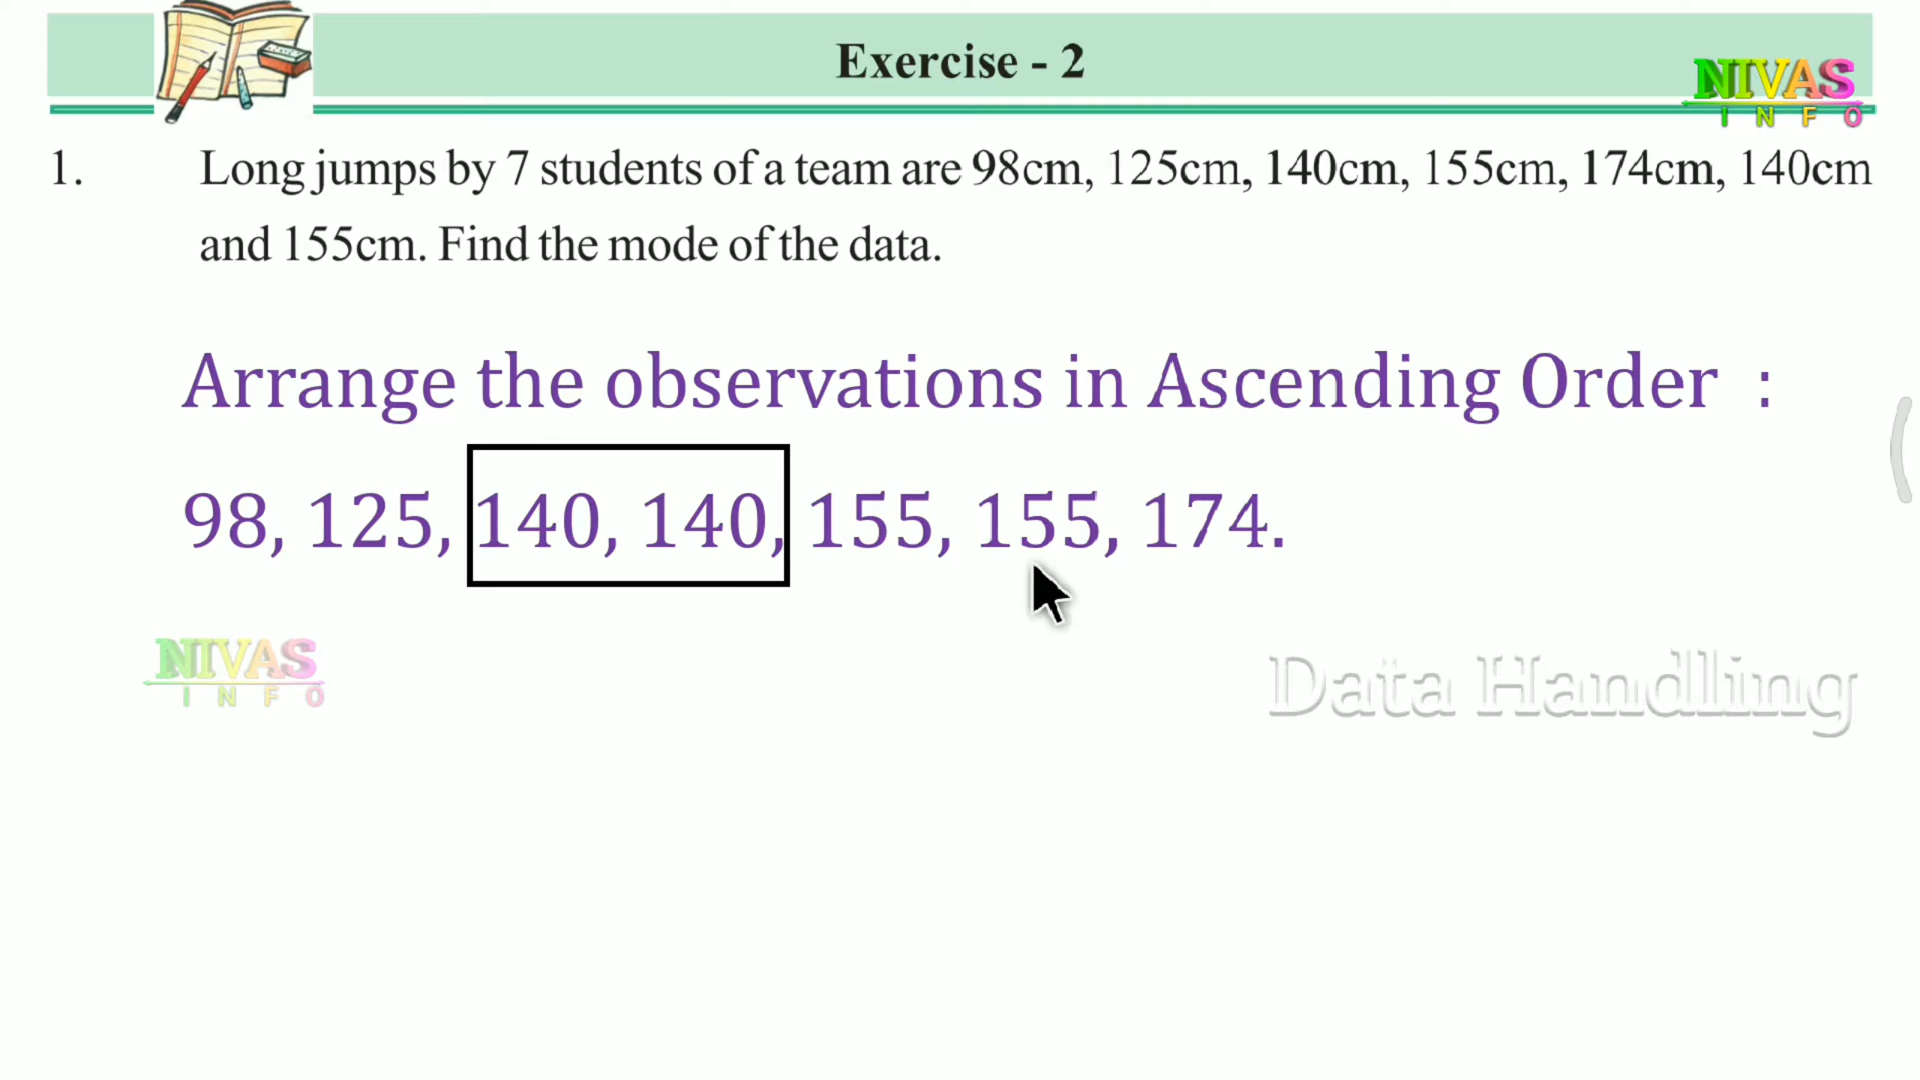 Exercise - 2
NIVAS
INFO
1. Long jumps by 7 students of a team are 98cm, 125cm, 140cm, 155cm, 174cm, 140cm
and 155cm. Find the mode of the data.
Arrange the observations in Ascending Order :
98, 125, 140, 140, 155, 155, 174.
NIVAS
INFO
Data Handling